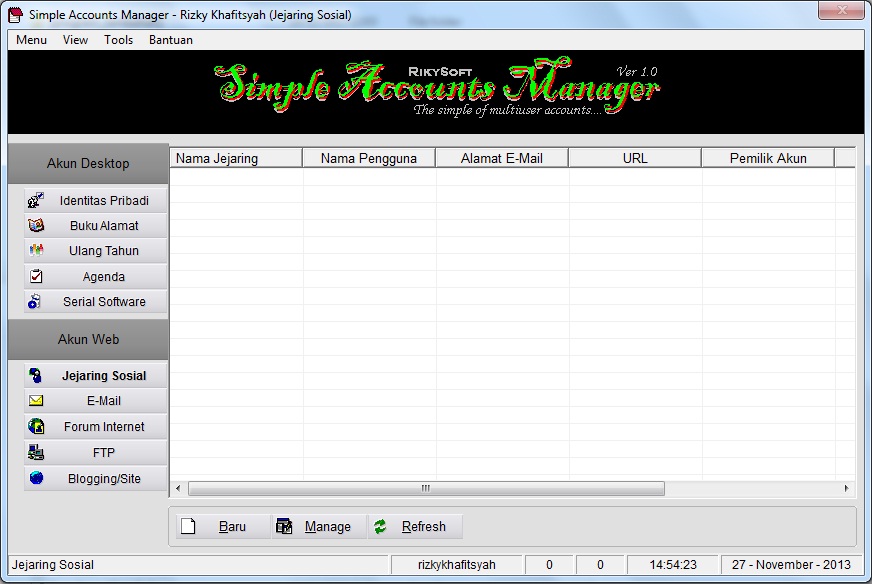 Simple Accounts Manager - Rizky Khafitsyah (Jejaring Sosial)
Menu View Tools Bantuan
RikySoft
Ver 1.0
Simple Accounts Manager
The simple of multiuser accounts....
Akun Desktop
Identitas Pribadi
Buku Alamat
Ulang Tahun
Agenda
Serial Software
Akun Web
Jejaring Sosial
E-Mail
Forum Internet
FTP
Blogging/Site
Nama Jejaring Nama Pengguna Alamat E-Mail URL Pemilik Akun
Baru Manage Refresh
Jejaring Sosial rizkykhafitsyah 0 0 14:54:23 27 - November - 2013